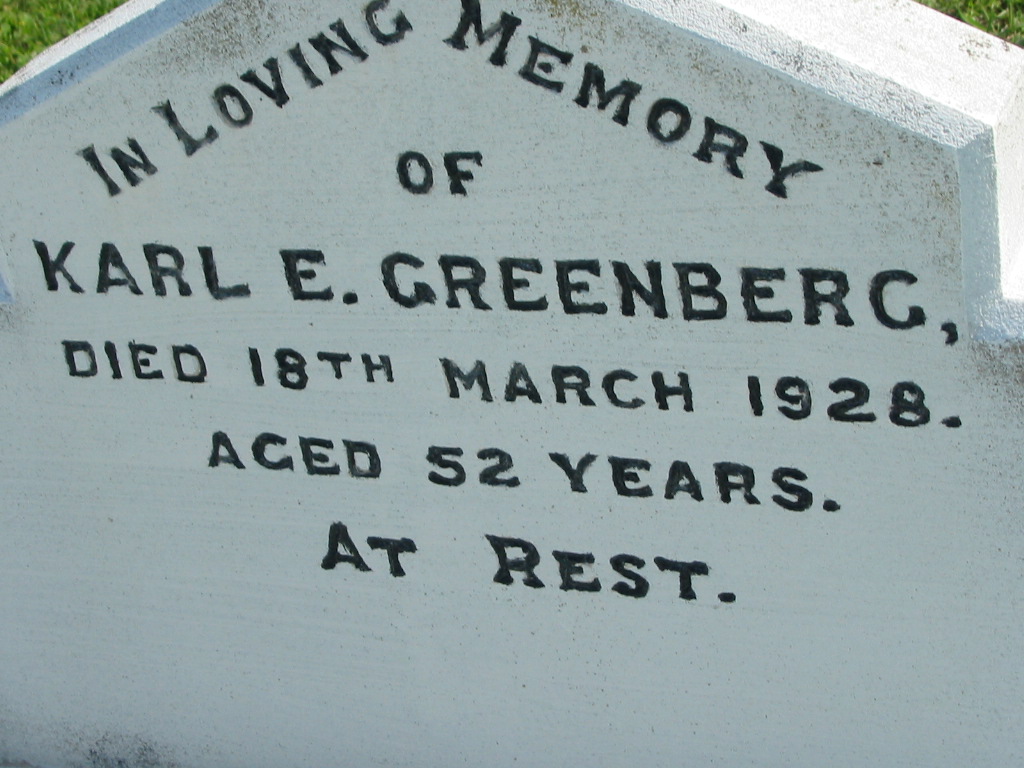 IN LOVING MEMORY
OF
KARL E. GREENBERG,
DIED 18TH MARCH 1928.
AGED 52 YEARS.
AT REST.